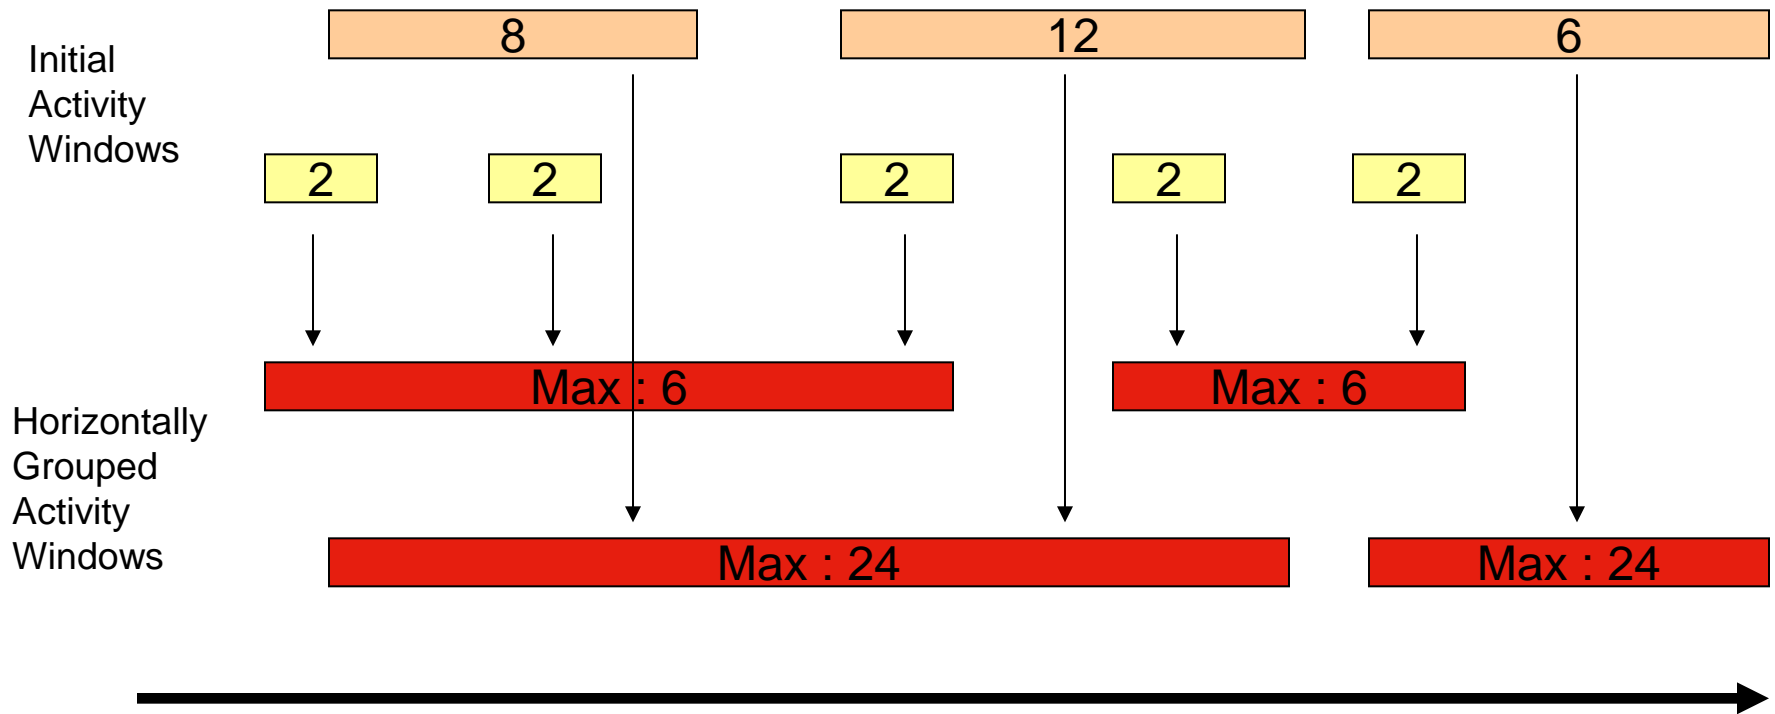 8
12
6
Initial
Activity
Windows
2
2
2
2
2
Max : 6
Max : 6
Horizontally
Grouped
Activity
Windows
Max : 24
Max : 24